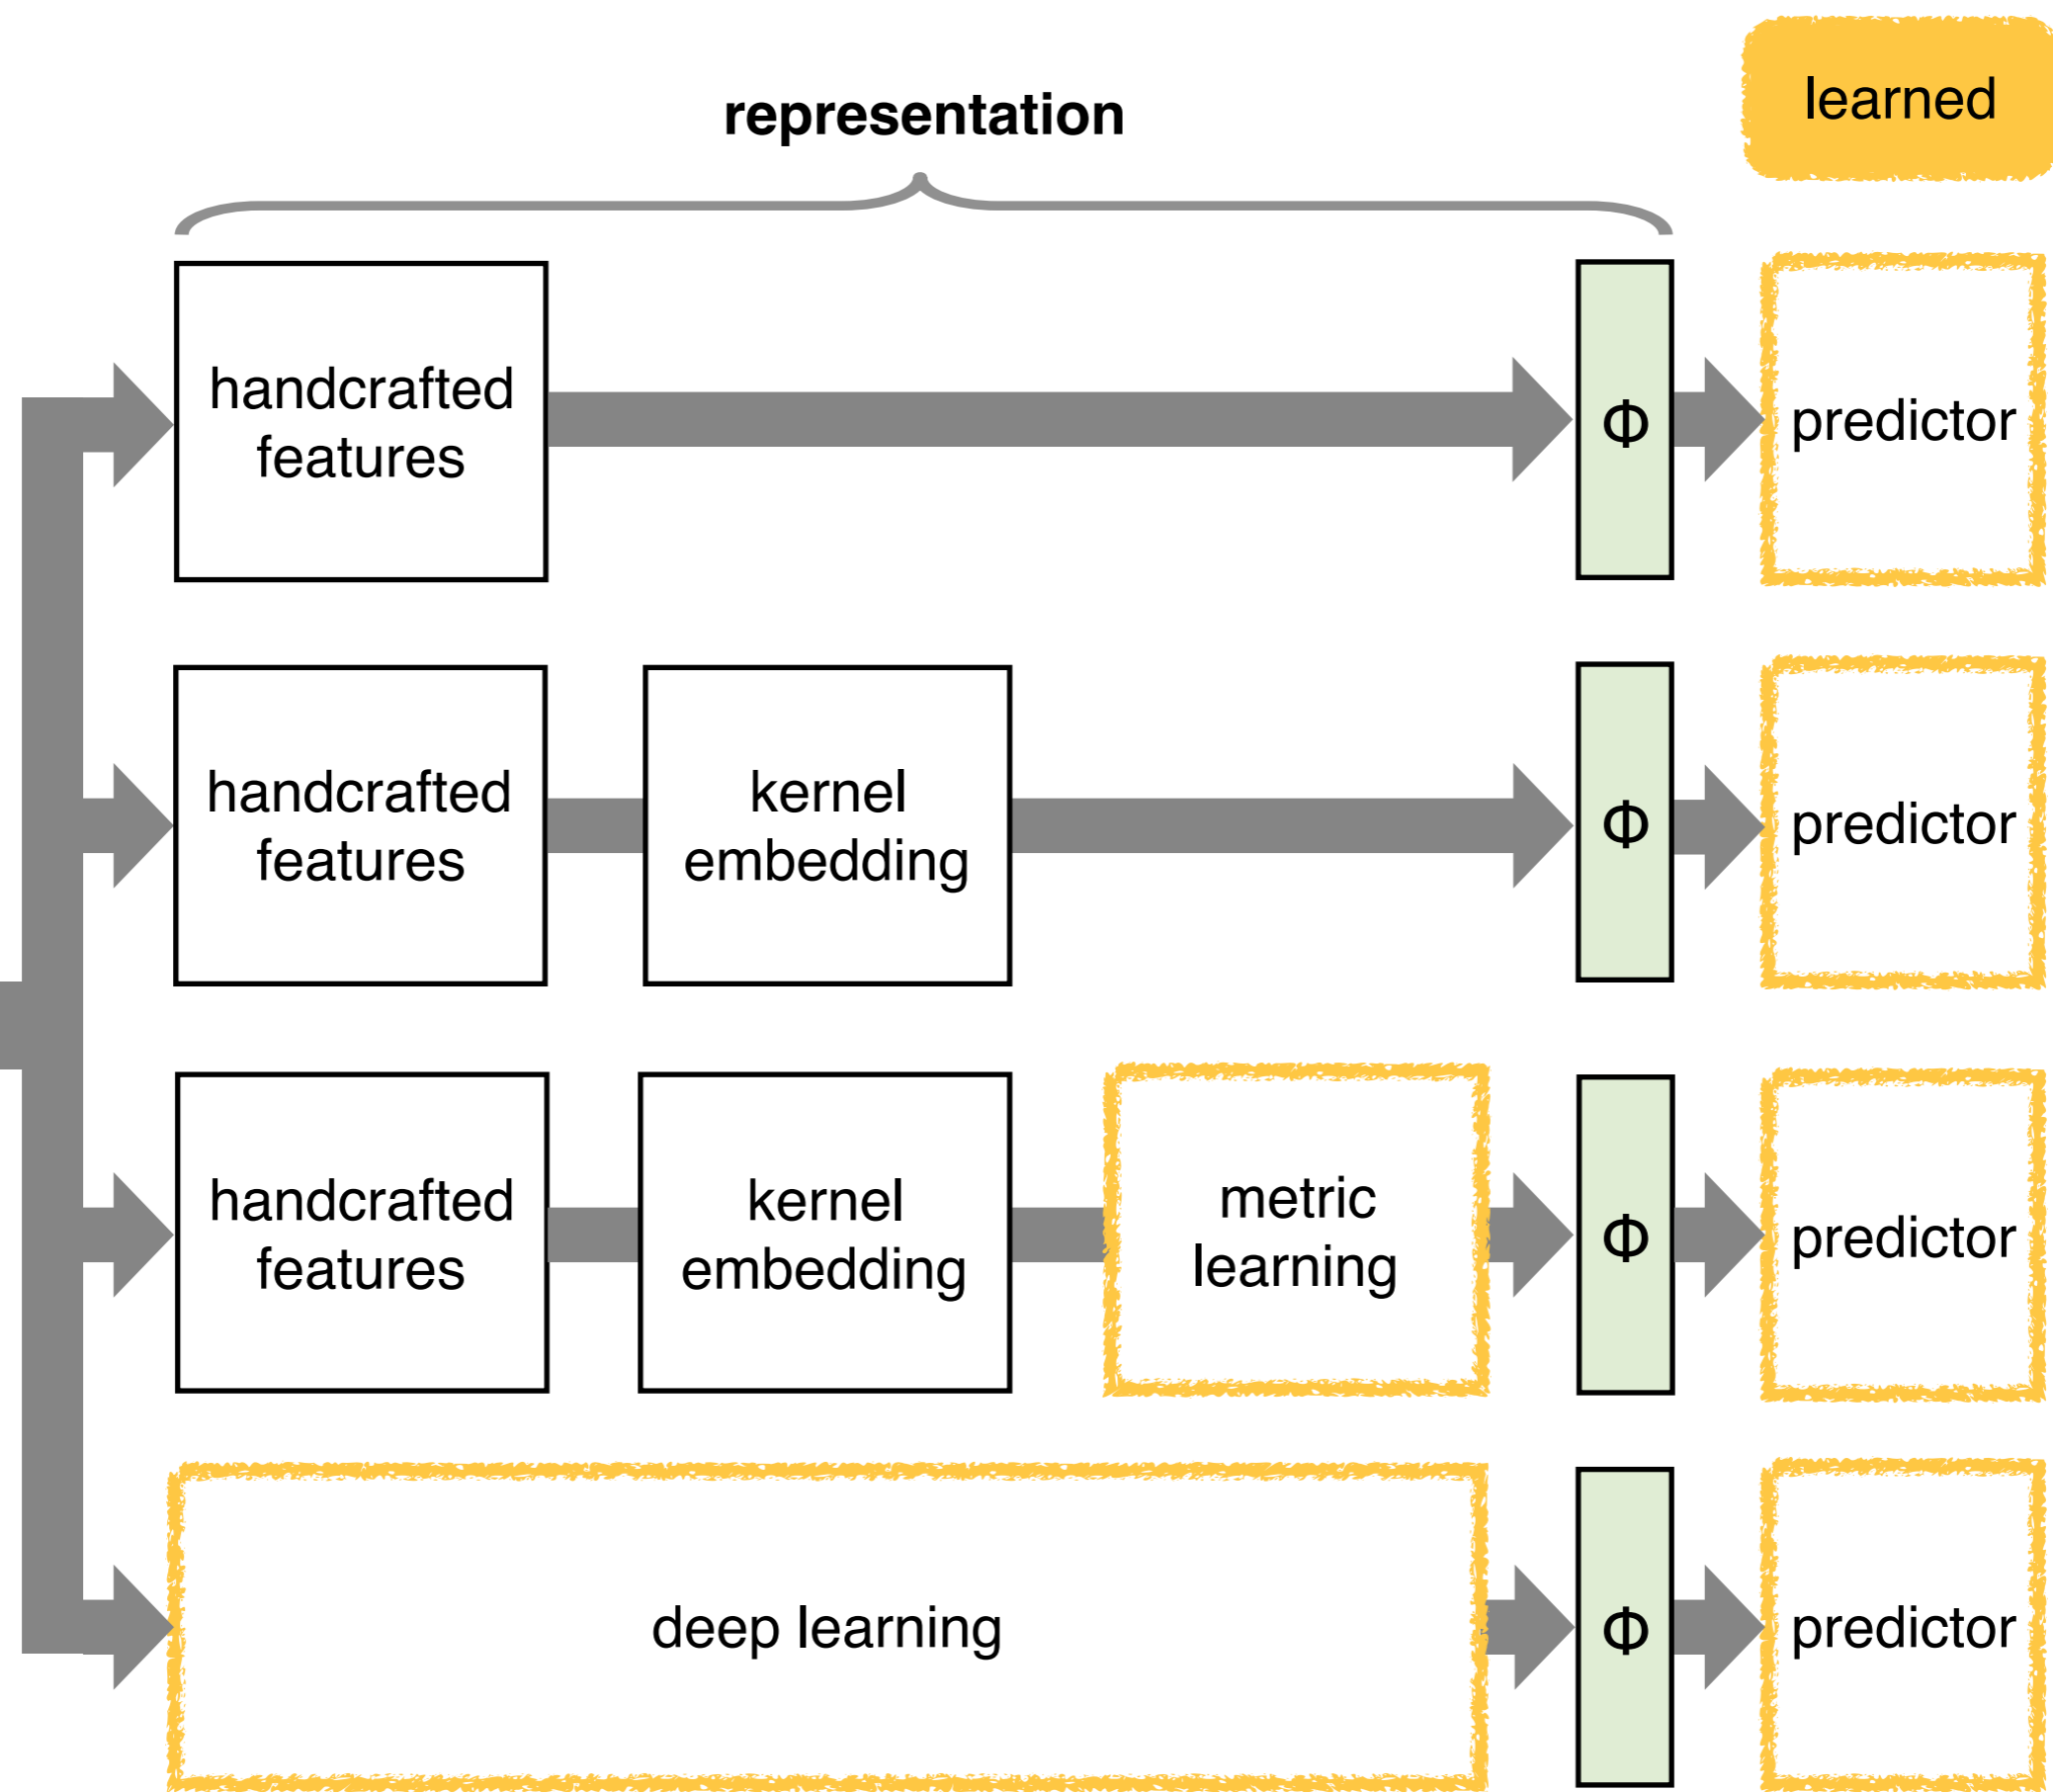 learned
representation
handcrafted
features
Φ
predictor
handcrafted
features
kernel
embedding
Φ
predictor
handcrafted
features
kernel
embedding
metric
learning
Φ
predictor
deep learning
Φ
predictor